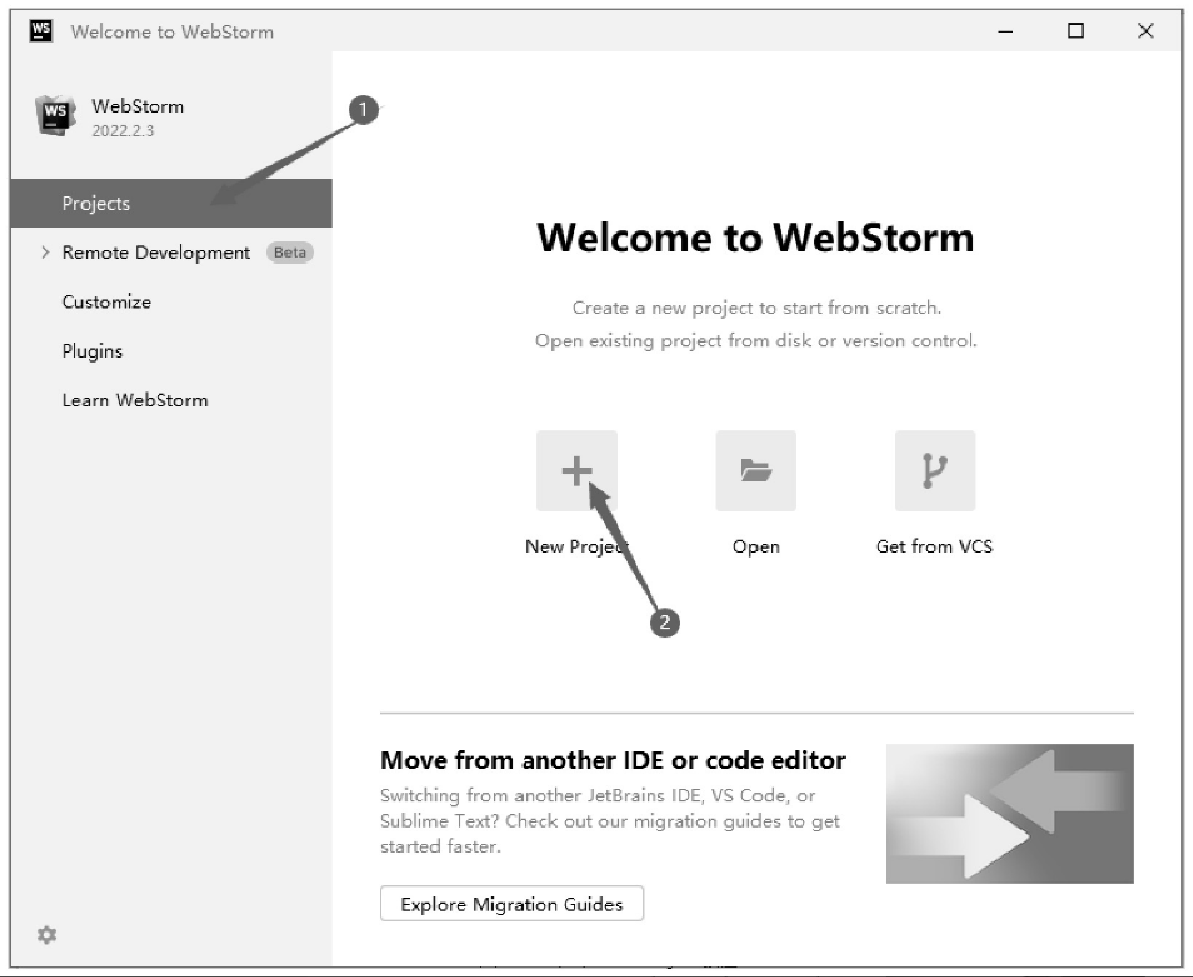 WS Welcome to WebStorm
WS WebStorm
2022.2.3
1
Projects
Remote Development Beta
Customize
Plugins
Learn WebStorm
Welcome to WebStorm
Create a new project to start from scratch.
Open existing project from disk or version control.
New Project
Open
Get from VCS
2
Move from another IDE or code editor
Switching from another JetBrains IDE, VS Code, or
Sublime Text? Check out our migration guides to get
started faster.
Explore Migration Guides